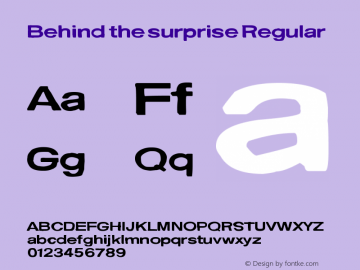 Behind the surprise Regular
Aa Ff a
Gg Qq
ABCDEFGHIJKLMNOPQRSTUVWXYZ
abcdefghijklmnopqrstuvwxyz
0123456789
© Design by fontke.com